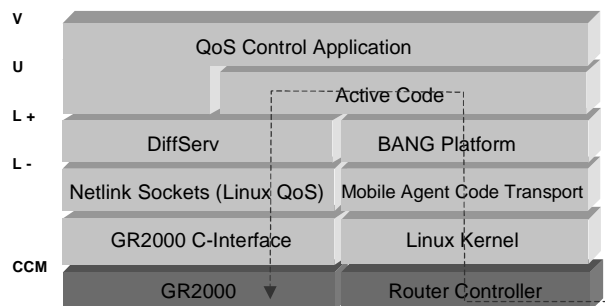 V
QoS Control Application
U
Active Code
L +
DiffServ
BANG Platform
L -
Netlink Sockets (Linux QoS)
Mobile Agent Code Transport
GR2000 C-Interface
Linux Kernel
CCM
GR2000
Router Controller